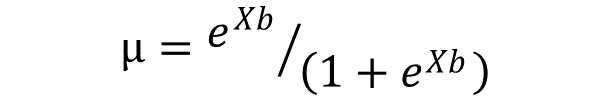 μ = e^{Xb}/(1 + e^{Xb})